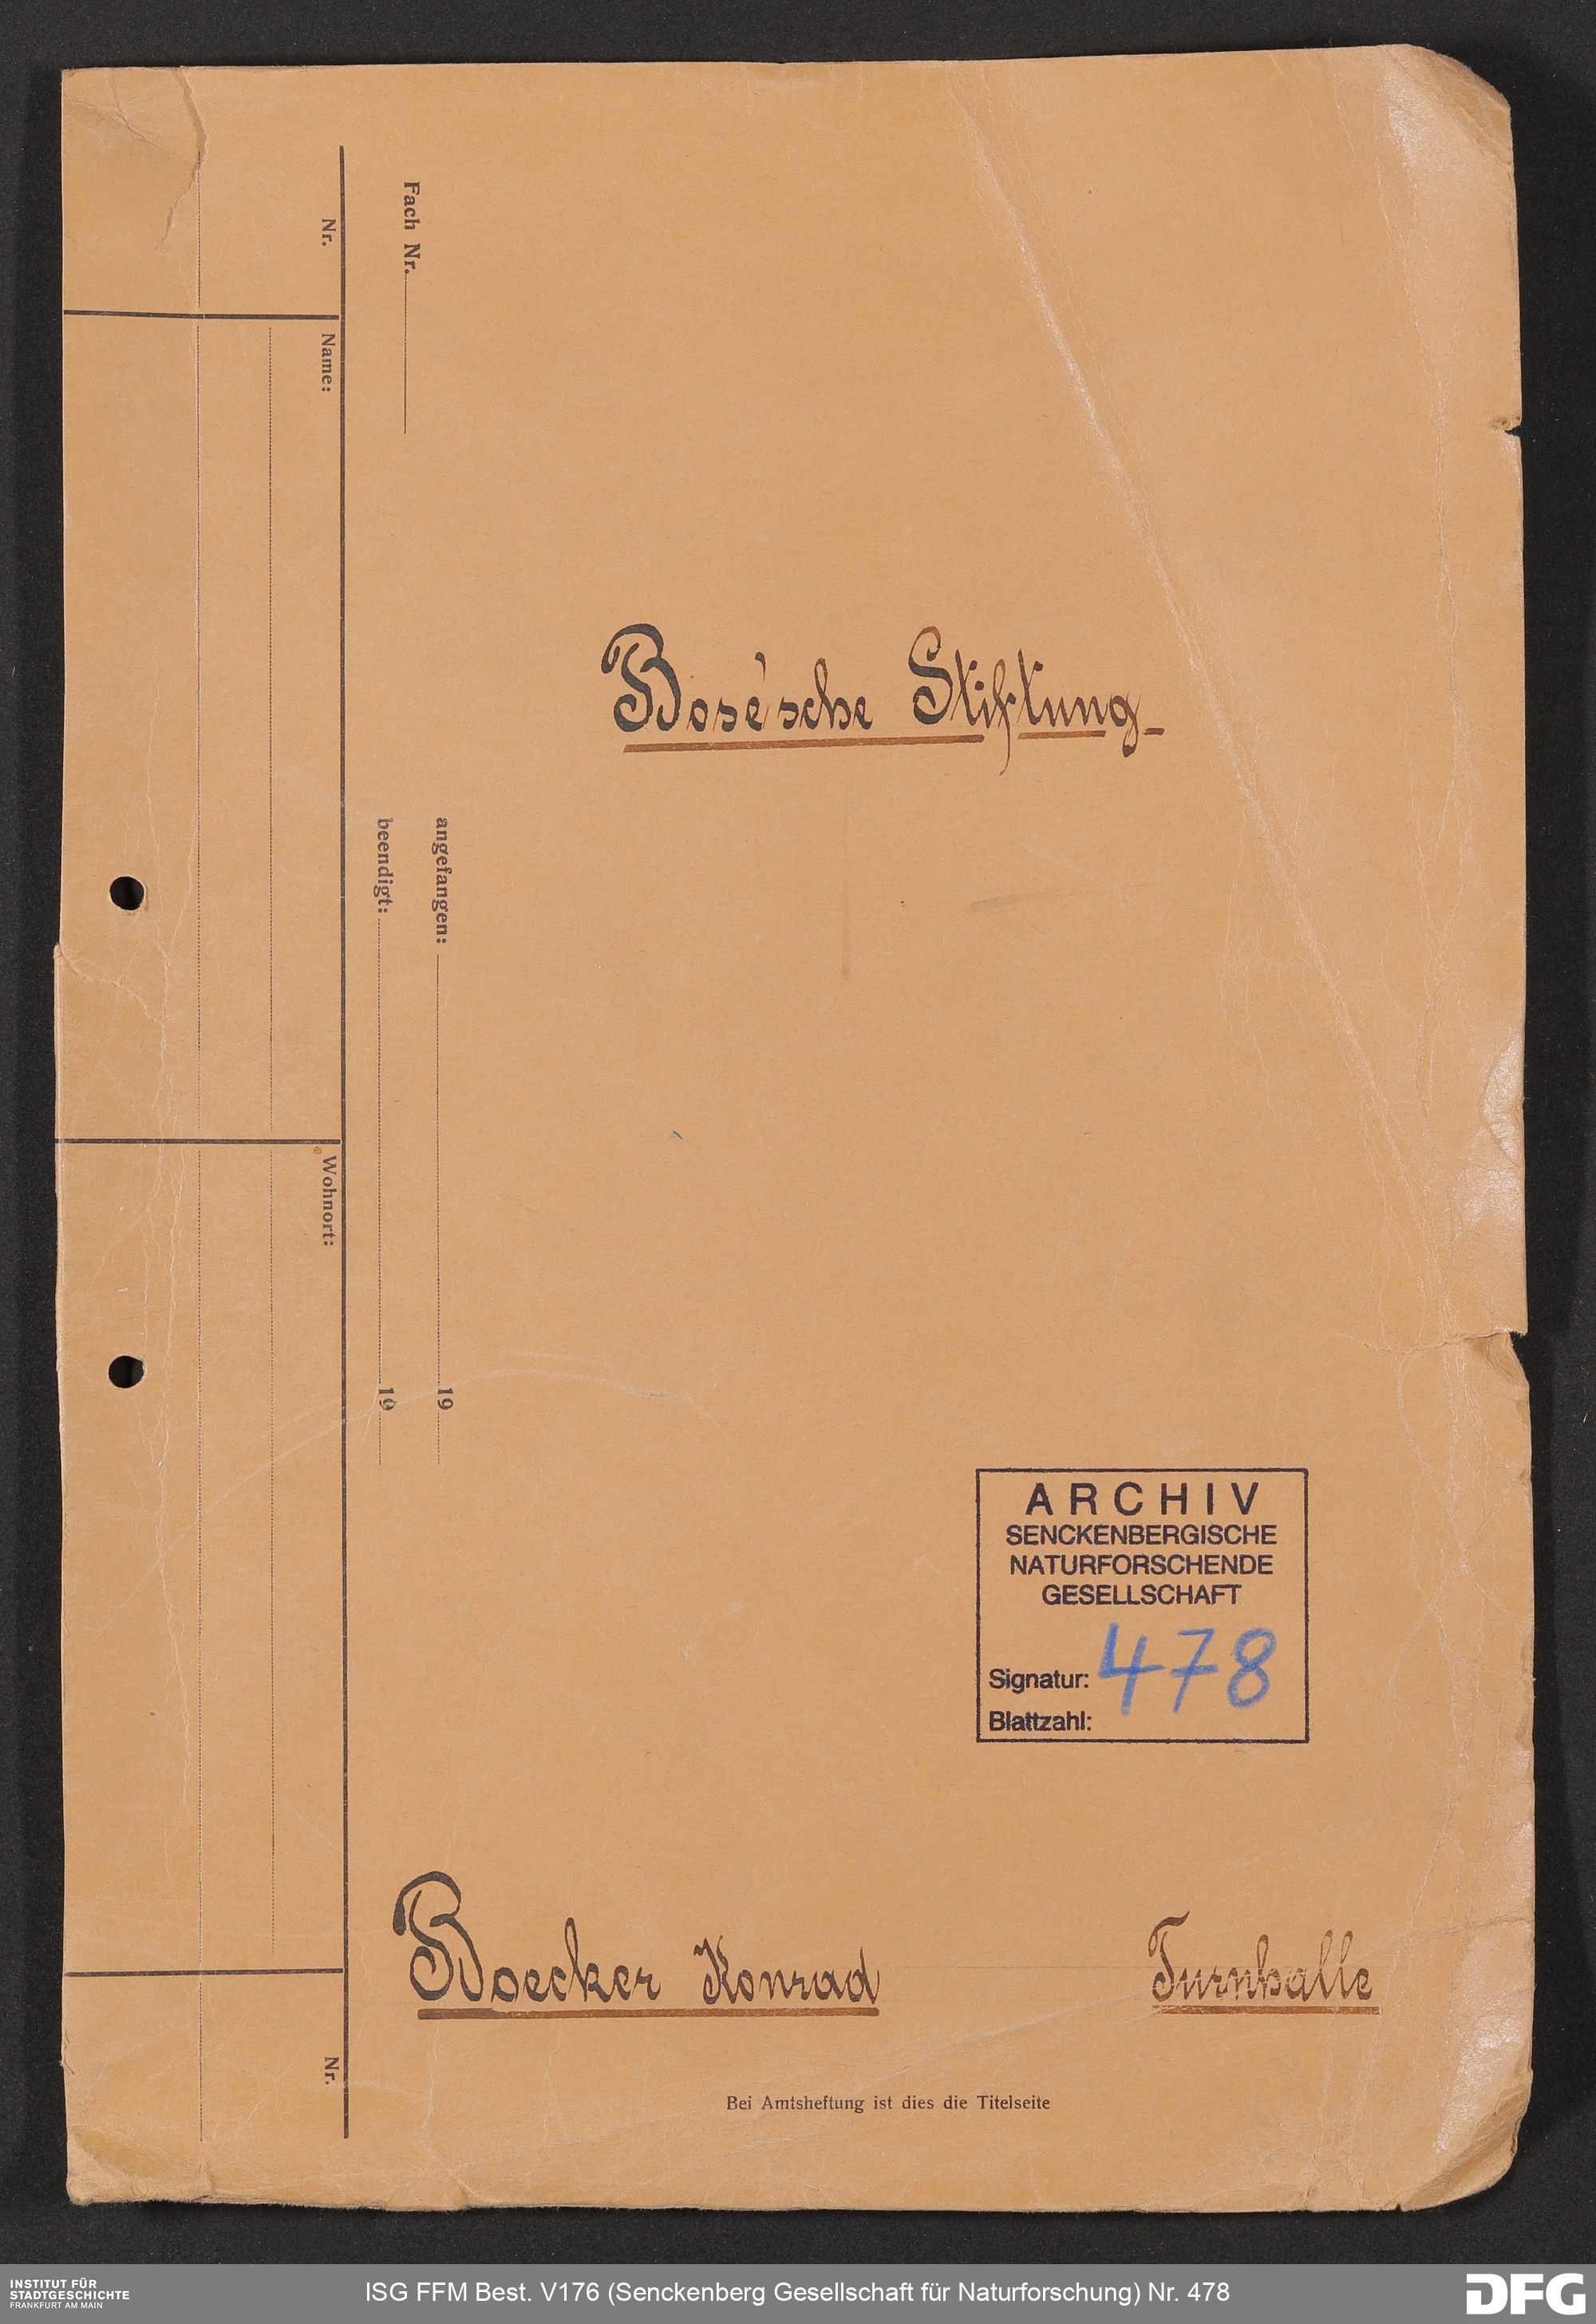 Fach Nr.
Nr.
Name:
Bose'sche Stiftung
angefangen:
19
beendigt:
19
Wohnort:
ARCHIV
SENCKENBERGISCHE
NATURFORSCHENDE
GESELLSCHAFT
Signatur: 478
Blattzahl:
Boecker Konrad
Turnhalle
Nr.
Bei Amtsheftung ist dies die Titelseite
INSTITUT FÜR
STADTGESCHICHTE
FRANKFURT AM MAIN
ISG FFM Best. V176 (Senckenberg Gesellschaft für Naturforschung) Nr. 478
DFG